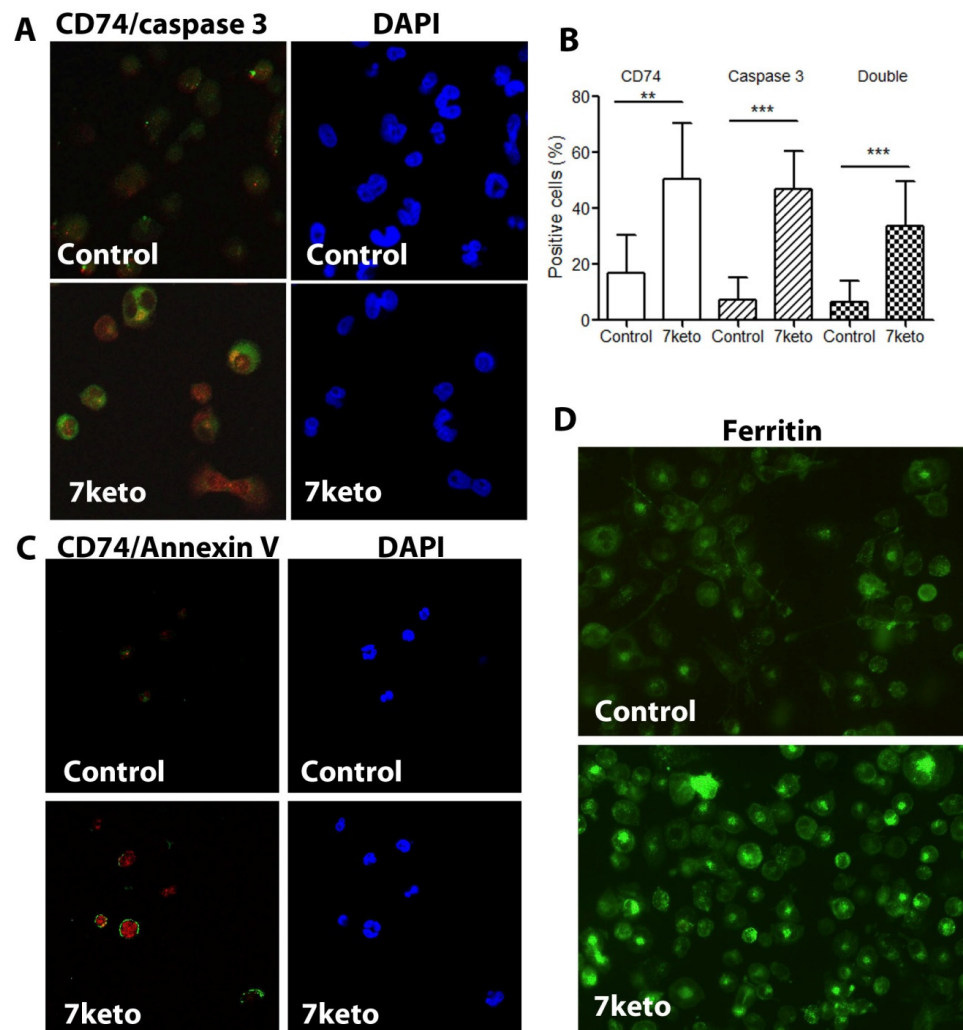 A
CD74/caspase 3
DAPI
Control
Control
7keto
7keto
B
CD74
Caspase 3
Double
**
***
***
Positive cells (%)
80
60
40
20
0
Control
7keto
Control
7keto
Control
7keto
C
CD74/Annexin V
DAPI
Control
Control
7keto
7keto
D
Ferritin
Control
7keto